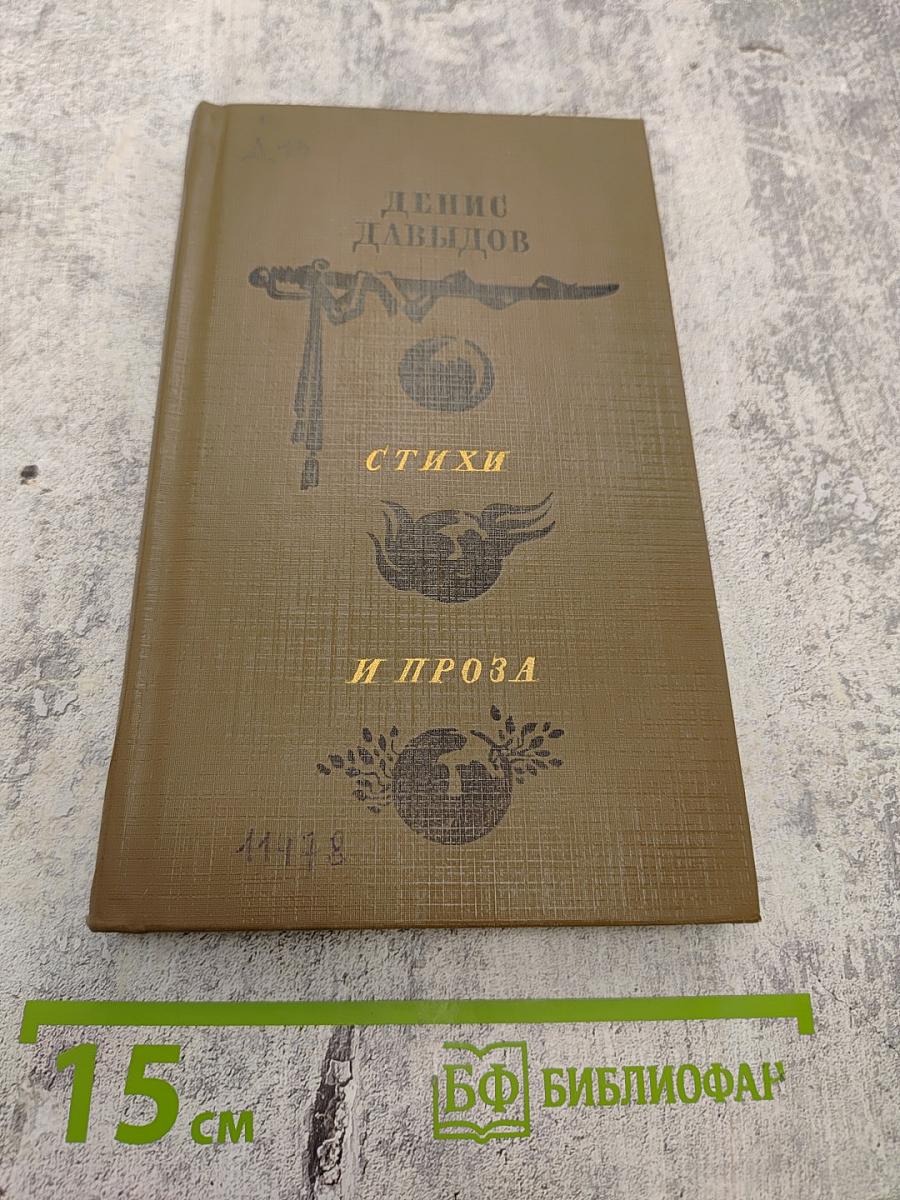 ДЕНИС
ДАВЫДОВ
СТИХИ
И ПРОЗА
11478
15 см
БФ БИБЛИОФАН